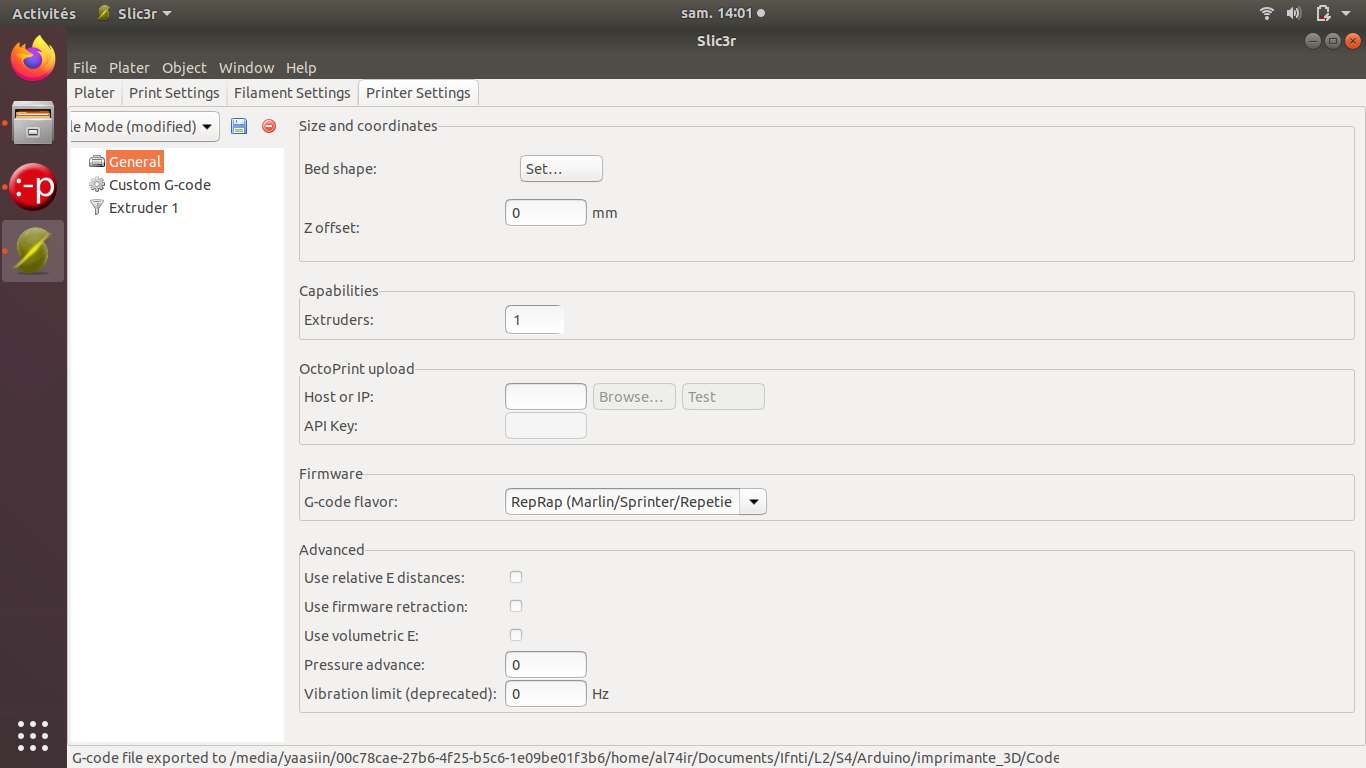 Activités Slic3r sam. 14:01
Slic3r
File Plater Object Window Help
Plater Print Settings Filament Settings Printer Settings
le Mode (modified)
General
Custom G-code
Extruder 1
Size and coordinates
Bed shape: Set...
Z offset: 0 mm
Capabilities
Extruders: 1
OctoPrint upload
Host or IP: Browse... Test
API Key:
Firmware
G-code flavor: RepRap (Marlin/Sprinter/Repetie
Advanced
Use relative E distances:
Use firmware retraction:
Use volumetric E:
Pressure advance: 0
Vibration limit (deprecated): 0 Hz
:-p
G-code file exported to /media/yaasiin/00c78cae-27b6-4f25-b5c6-1e09be01f3b6/home/al74ir/Documents/Ifnti/L2/S4/Arduino/imprimante_3D/Code